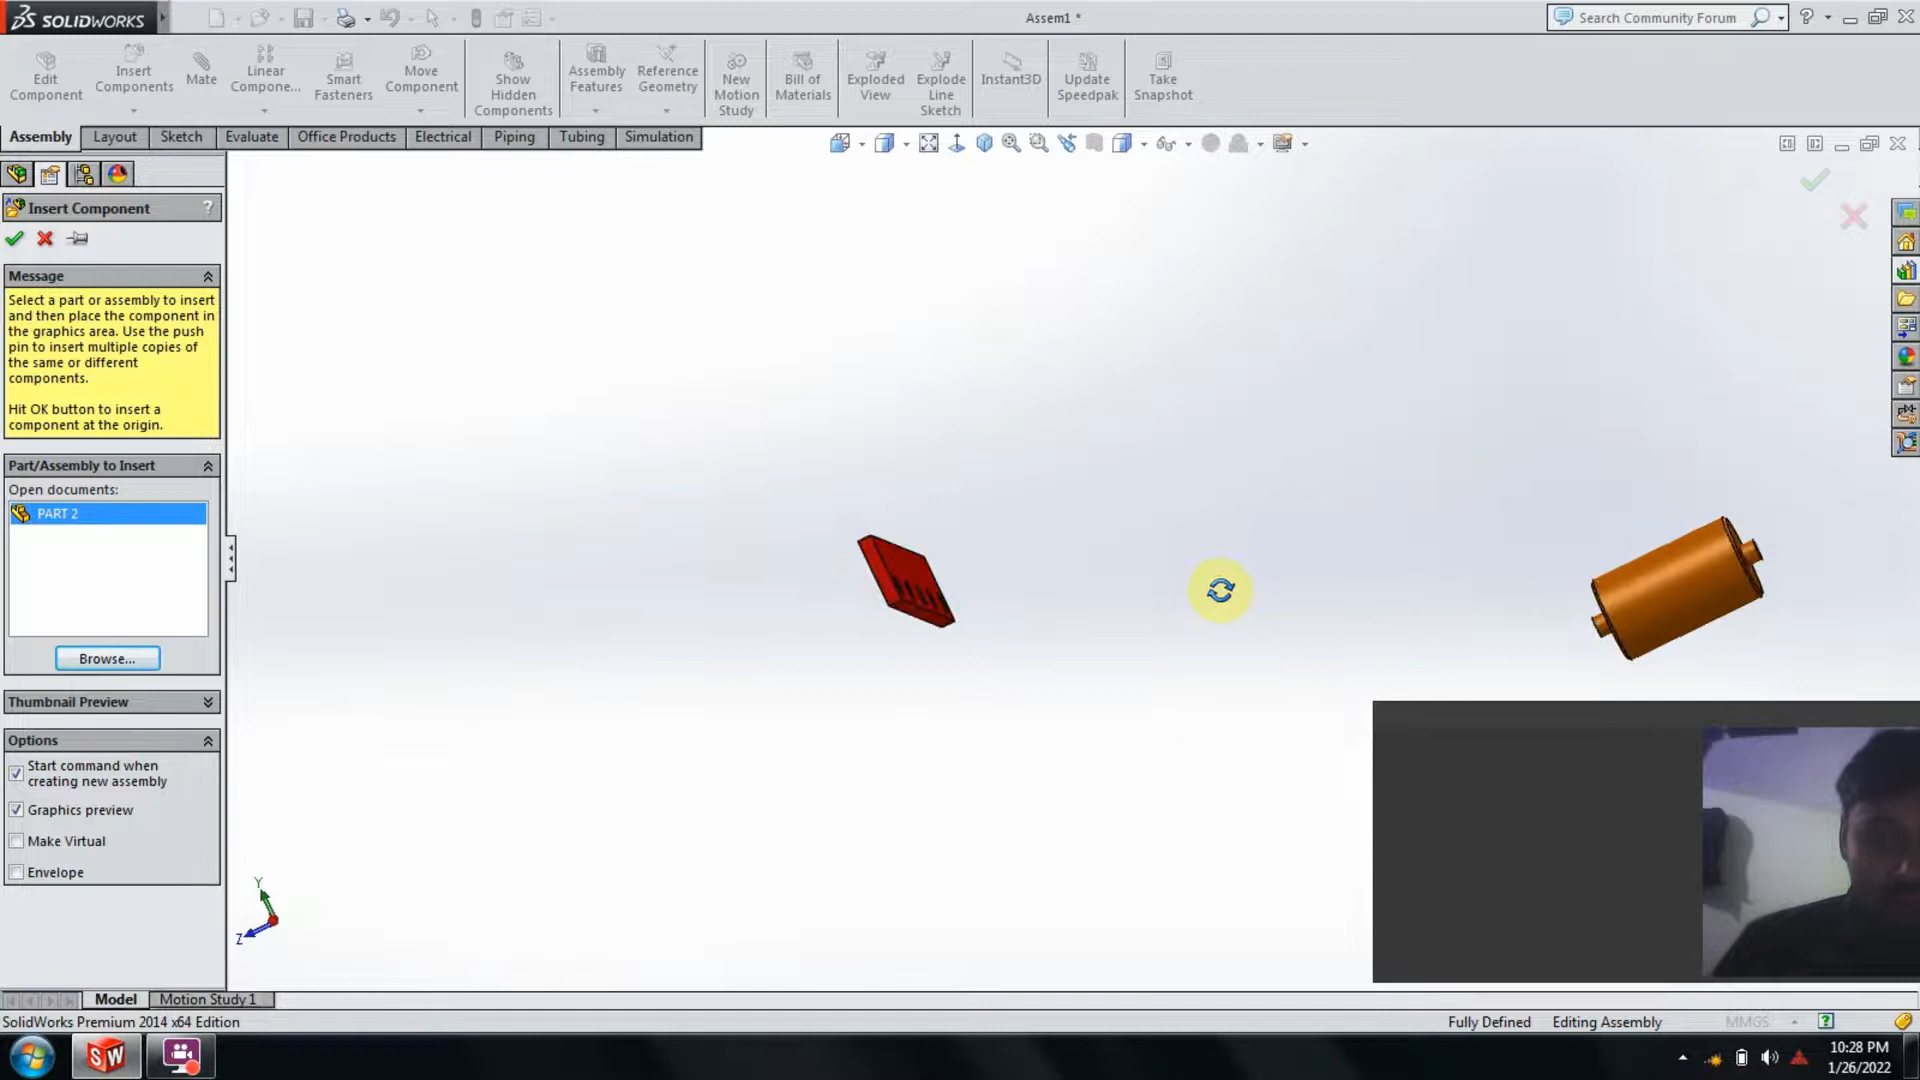 SOLIDWORKS
Assem1 *
Search Community Forum
Edit
Component
Insert
Components
Mate
Linear
Compone...
Smart
Fasteners
Move
Component
Show
Hidden
Components
Assembly
Features
Reference
Geometry
New
Motion
Study
Bill of
Materials
Exploded
View
Explode
Line
Sketch
Instant3D
Update
Speedpak
Take
Snapshot
Assembly
Layout
Sketch
Evaluate
Office Products
Electrical
Piping
Tubing
Simulation
Insert Component
?
Message
Select a part or assembly to insert
and then place the component in
the graphics area. Use the push
pin to insert multiple copies of
the same or different
components.
Hit OK button to insert a
component at the origin.
Part/Assembly to Insert
Open documents:
PART 2
Browse...
Thumbnail Preview
Options
Start command when
creating new assembly
Graphics preview
Make Virtual
Envelope
Y
Z
Model
Motion Study 1
SolidWorks Premium 2014 x64 Edition
Fully Defined
Editing Assembly
MMGS
?
SW
10:28 PM
1/26/2022